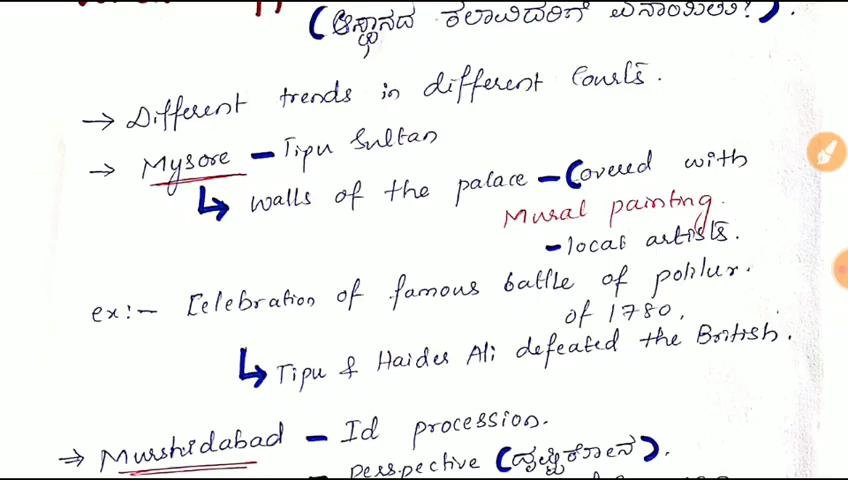 (ಆಸ್ಥಾನದ ಕಲಾವಿದರಿಗೆ ಏನಾಯಿತು?).
→ Different trends in different Courts.
→ Mysore - Tipu Sultan
↳ walls of the palace - Covered with
Mural painting.
- local artists.
ex:- Celebration of famous battle of polilur.
of 1780.
↳ Tipu & Haider Ali defeated the British.
⇒ Murshidabad - Id procession.
perspective (ದೃಷ್ಟಿಕೋನ).